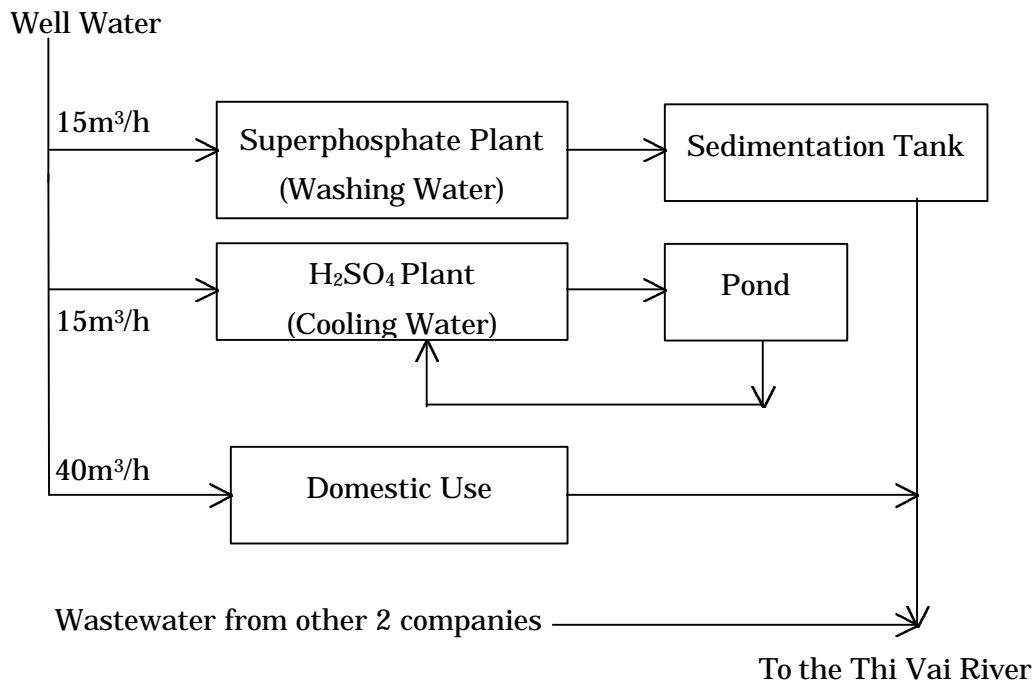 Well Water
15m³/h
Superphosphate Plant
(Washing Water)
Sedimentation Tank
H₂SO₄ Plant
(Cooling Water)
Pond
15m³/h
40m³/h
Domestic Use
Wastewater from other 2 companies
To the Thi Vai River